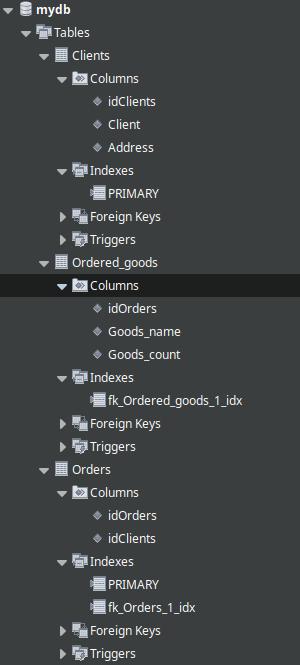 mydb
Tables
Clients
Columns
idClients
Client
Address
Indexes
PRIMARY
Foreign Keys
Triggers
Ordered_goods
Columns
idOrders
Goods_name
Goods_count
Indexes
fk_Ordered_goods_1_idx
Foreign Keys
Triggers
Orders
Columns
idOrders
idClients
Indexes
PRIMARY
fk_Orders_1_idx
Foreign Keys
Triggers